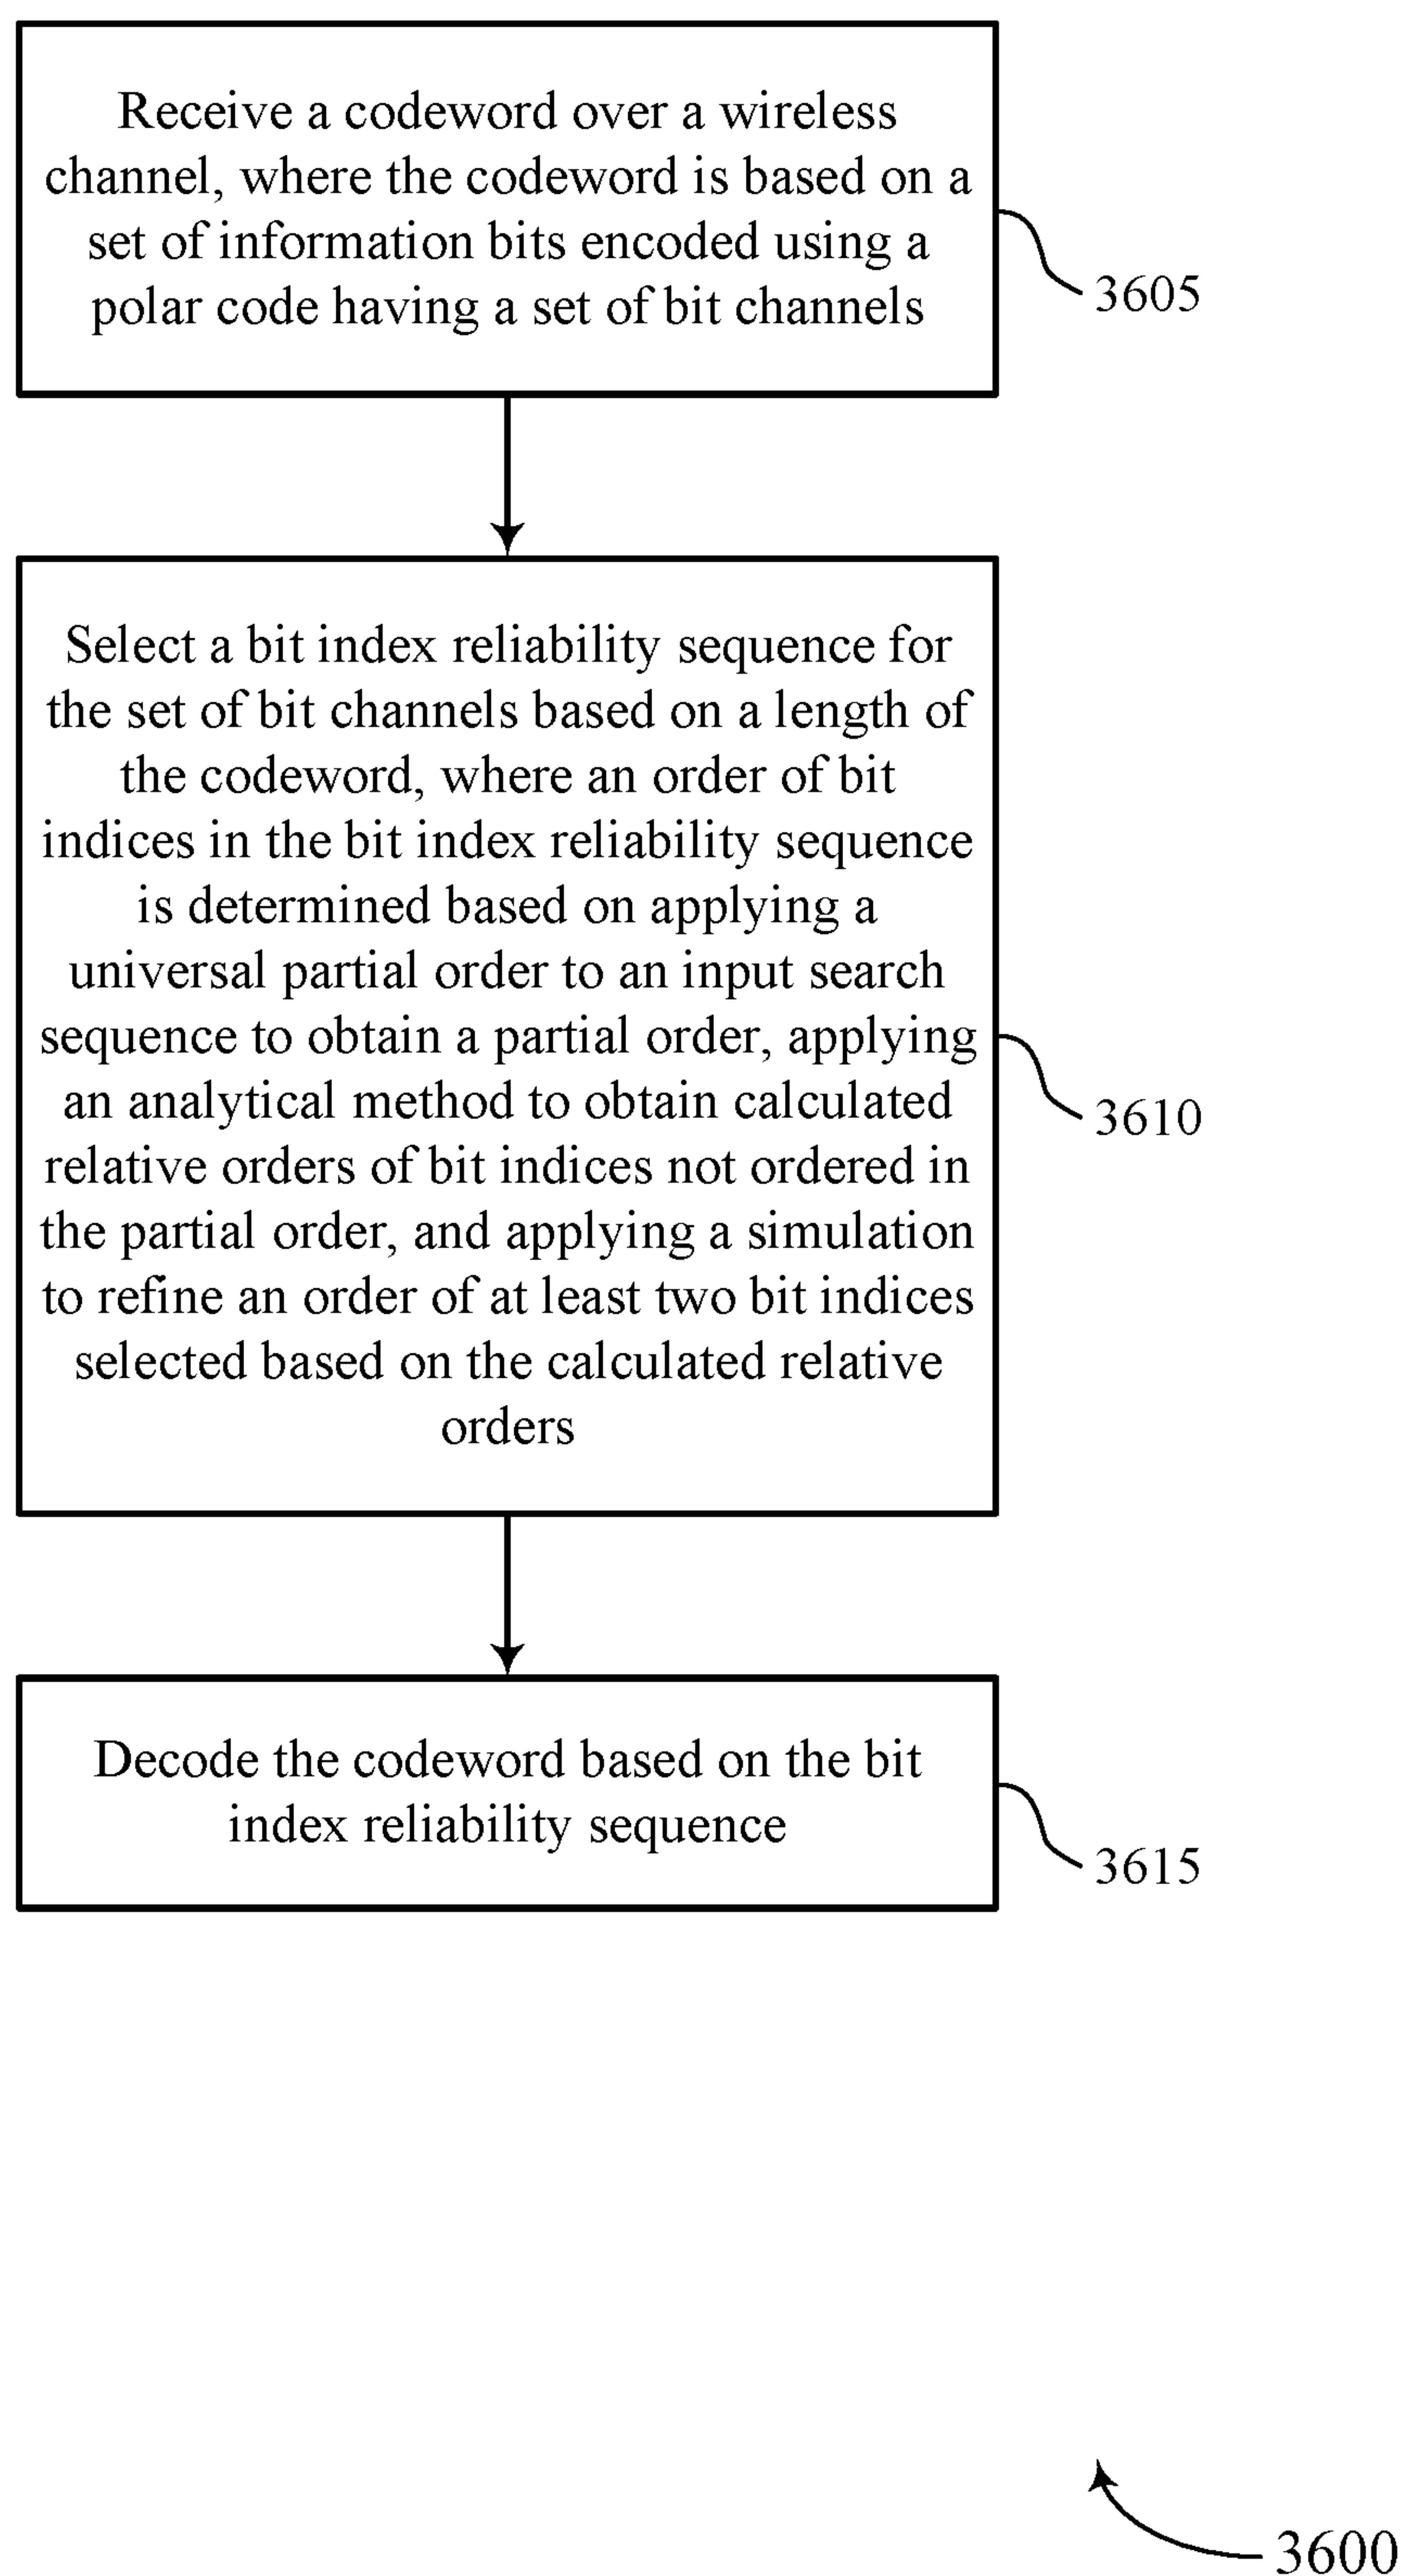 Receive a codeword over a wireless
channel, where the codeword is based on a
set of information bits encoded using a
polar code having a set of bit channels
3605
Select a bit index reliability sequence for
the set of bit channels based on a length of
the codeword, where an order of bit
indices in the bit index reliability sequence
is determined based on applying a
universal partial order to an input search
sequence to obtain a partial order, applying
an analytical method to obtain calculated
relative orders of bit indices not ordered in
the partial order, and applying a simulation
to refine an order of at least two bit indices
selected based on the calculated relative
orders
3610
Decode the codeword based on the bit
index reliability sequence
3615
3600